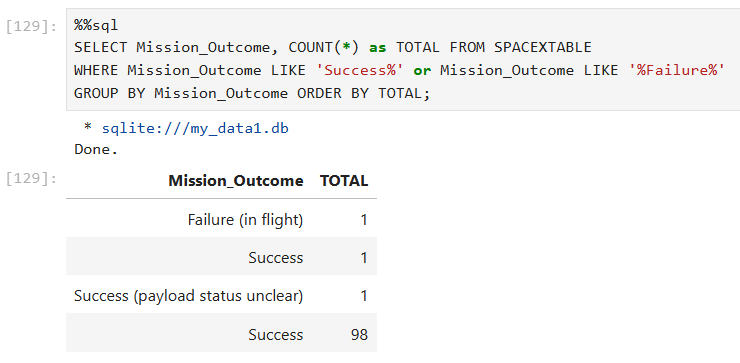 [129]: %%sql
SELECT Mission_Outcome, COUNT(*) as TOTAL FROM SPACEXTABLE
WHERE Mission_Outcome LIKE 'Success%' or Mission_Outcome LIKE '%Failure%'
GROUP BY Mission_Outcome ORDER BY TOTAL;
* sqlite:///my_data1.db
Done.
[129]: Mission_Outcome TOTAL
Failure (in flight) 1
Success 1
Success (payload status unclear) 1
Success 98